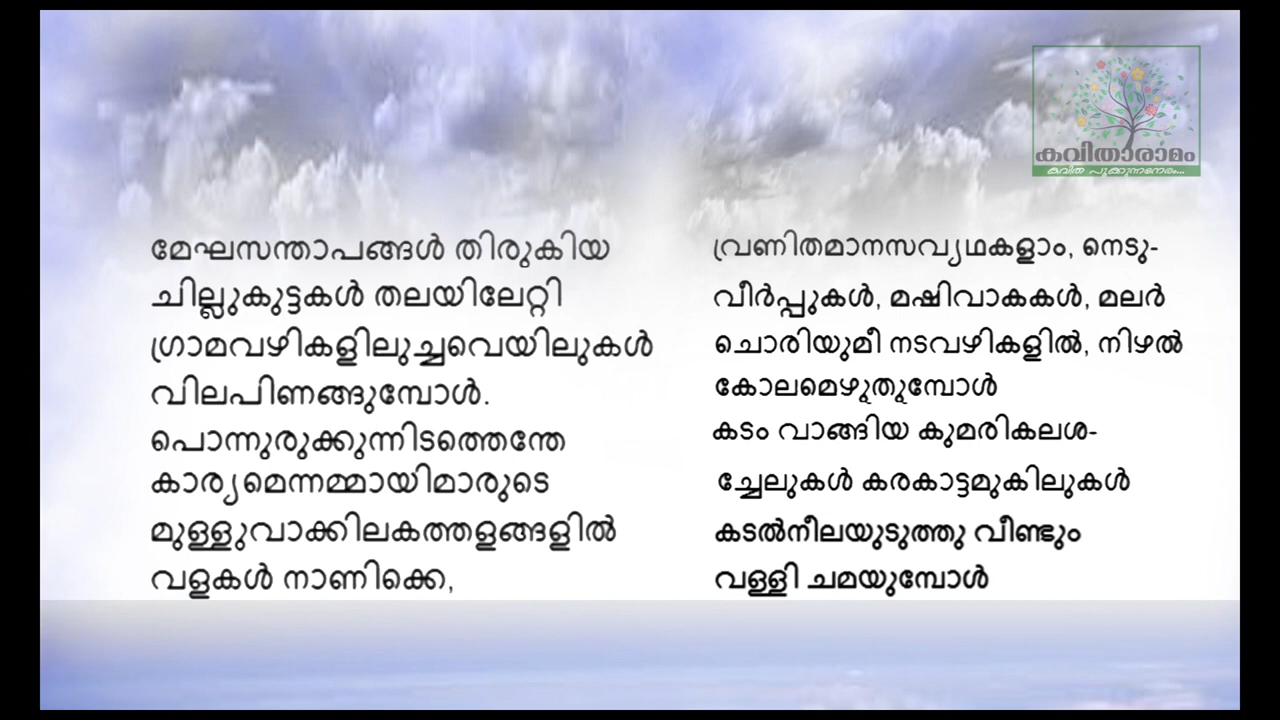 മേഘസന്താപങ്ങൾ തിരുകിയ
ചില്ലുകുട്ടകൾ തലയിലേറ്റി
ഗ്രാമവഴികളിലുച്ചവെയിലുകൾ
വിലപിണങ്ങുമ്പോൾ.
പൊന്നുരുക്കുന്നിടത്തെന്തേ
കാര്യമെന്നമ്മായിമാരുടെ
മുള്ളുവാക്കിലകത്തളങ്ങളിൽ
വളകൾ നാണിക്കെ,
വ്രണിതമാനസവ്യഥകളാം, നെടു-
വീർപ്പുകൾ, മഷിവാകകൾ, മലർ
ചൊരിയുമീ നടവഴികളിൽ, നിഴൽ
കോലമെഴുതുമ്പോൾ
കടം വാങ്ങിയ കുമരികലശ-
ച്ചേലുകൾ കരകാട്ടമുകിലുകൾ
കടൽനീലയുടുത്തു വീണ്ടും
വള്ളി ചമയുമ്പോൾ
കവിതാരാമം
കവിത പൂക്കുന്നനേരം...